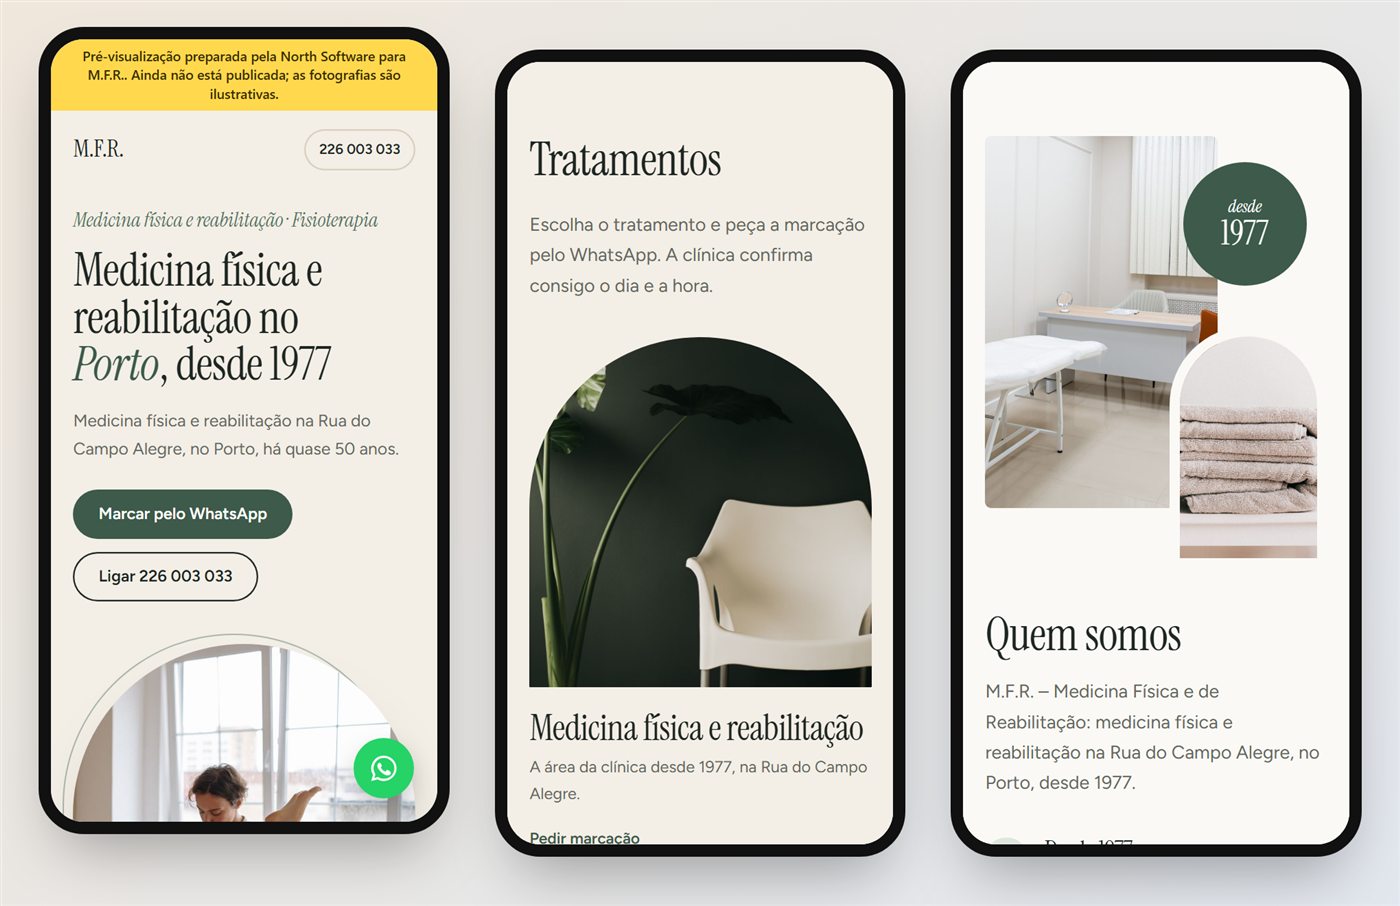 Pré-visualização preparada pela North Software para
M.F.R.. Ainda não está publicada; as fotografias são
ilustrativas.
M.F.R.
226 003 033
Medicina física e reabilitação · Fisioterapia
Medicina física e
reabilitação no
Porto, desde 1977
Medicina física e reabilitação na Rua do
Campo Alegre, no Porto, há quase 50 anos.
Marcar pelo WhatsApp
Ligar 226 003 033
Tratamentos
Escolha o tratamento e peça a marcação
pelo WhatsApp. A clínica confirma
consigo o dia e a hora.
Medicina física e reabilitação
A área da clínica desde 1977, na Rua do Campo
Alegre.
Pedir marcação
desde
1977
Quem somos
M.F.R. – Medicina Física e de
Reabilitação: medicina física e
reabilitação na Rua do Campo Alegre, no
Porto, desde 1977.
Desde 1977